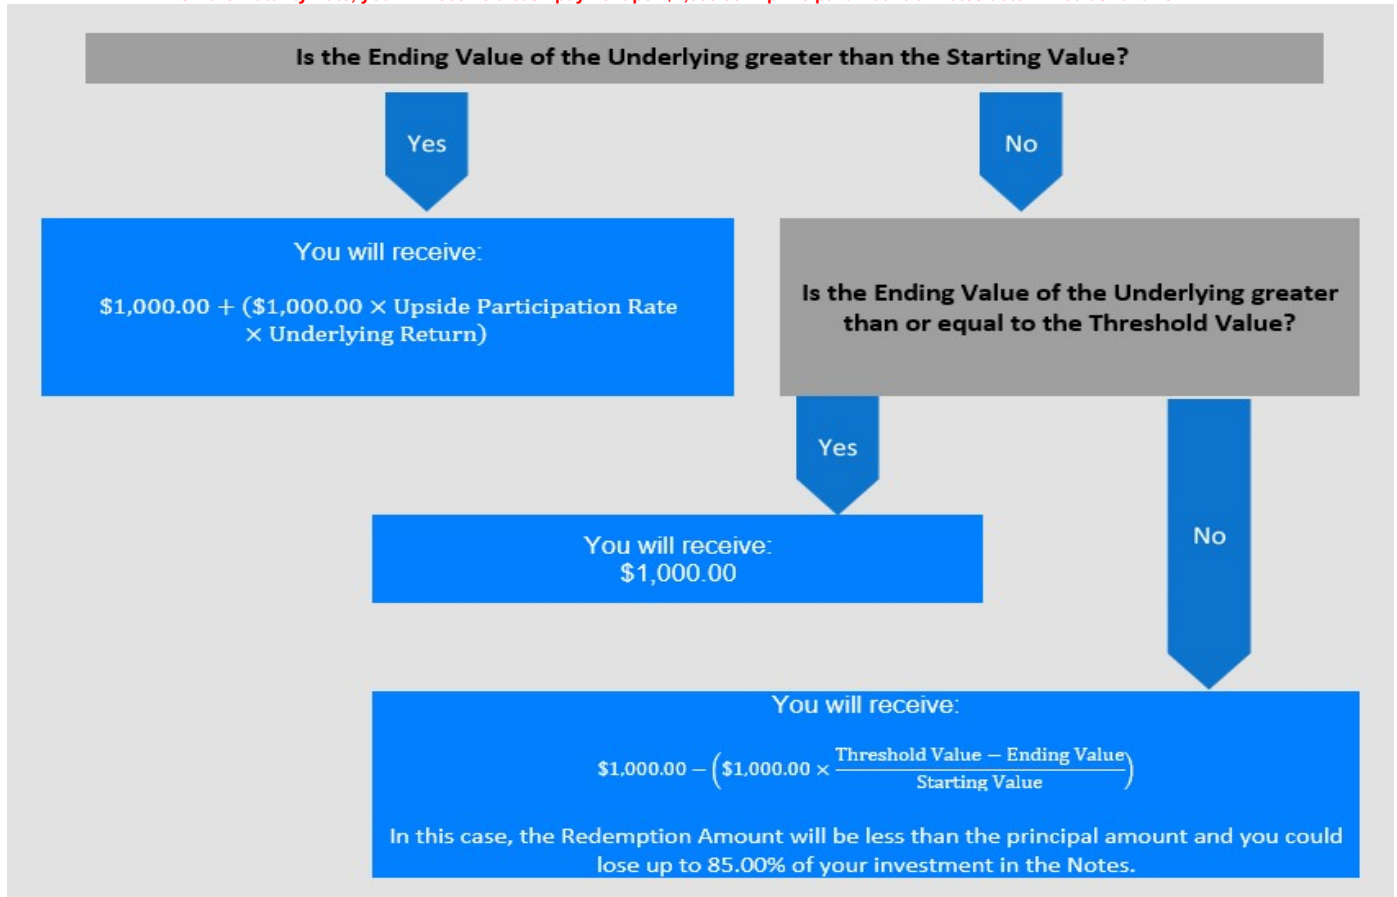 Is the Ending Value of the Underlying greater than the Starting Value?
Yes
No
You will receive:
$1,000.00 + ($1,000.00 × Upside Participation Rate
× Underlying Return)
Is the Ending Value of the Underlying greater
than or equal to the Threshold Value?
Yes
You will receive:
$1,000.00
No
You will receive:
$1,000.00 − ($1,000.00 × Threshold Value − Ending Value
Starting Value)
In this case, the Redemption Amount will be less than the principal amount and you could
lose up to 85.00% of your investment in the Notes.